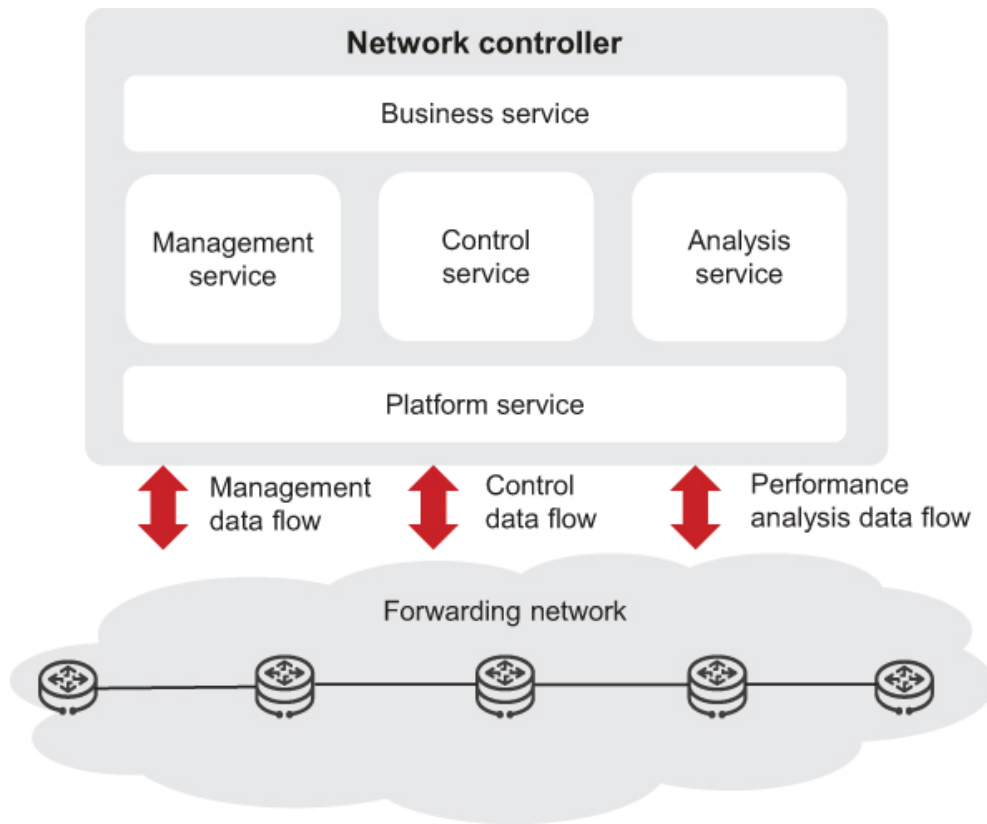 Network controller
Business service
Management
service
Control
service
Analysis
service
Platform service
Management
data flow
Control
data flow
Performance
analysis data flow
Forwarding network